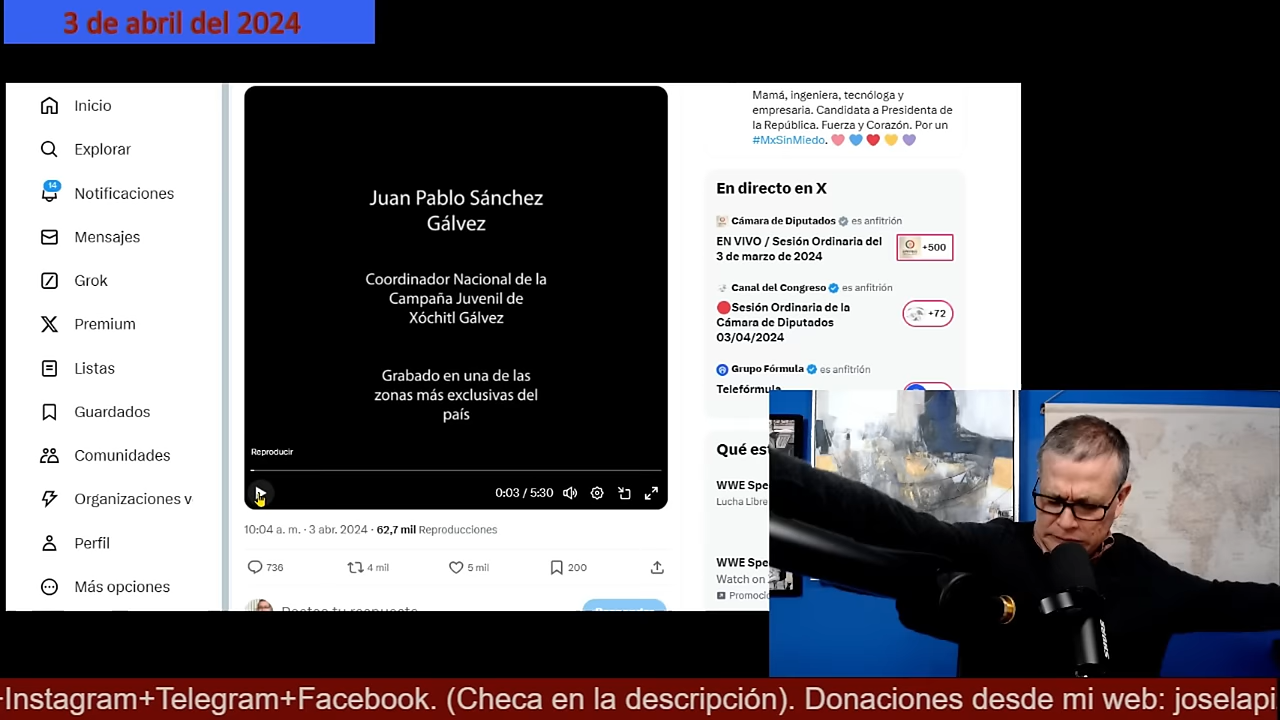 3 de abril del 2024
Inicio
Explorar
14
Notificaciones
Mensajes
Grok
Premium
Listas
Guardados
Comunidades
Organizaciones v
Perfil
Más opciones
Juan Pablo Sánchez
Gálvez
Coordinador Nacional de la
Campaña Juvenil de
Xóchitl Gálvez
Grabado en una de las
zonas más exclusivas del
país
Reproducir
0:03 / 5:30
10:04 a. m. · 3 abr. 2024 · 62,7 mil Reproducciones
736
4 mil
5 mil
200
Mamá, ingeniera, tecnóloga y
empresaria. Candidata a Presidenta de
la República. Fuerza y Corazón. Por un
#MxSinMiedo.
En directo en X
Cámara de Diputados es anfitrión
EN VIVO / Sesión Ordinaria del
3 de marzo de 2024
+500
Canal del Congreso es anfitrión
Sesión Ordinaria de la
Cámara de Diputados
03/04/2024
+72
Grupo Fórmula es anfitrión
Telefórmula
Qué es
WWE Spe
Lucha Libre
WWE Spe
Watch on
Promocio
SHURE
+Instagram+Telegram+Facebook. (Checa en la descripción). Donaciones desde mi web: joselapi